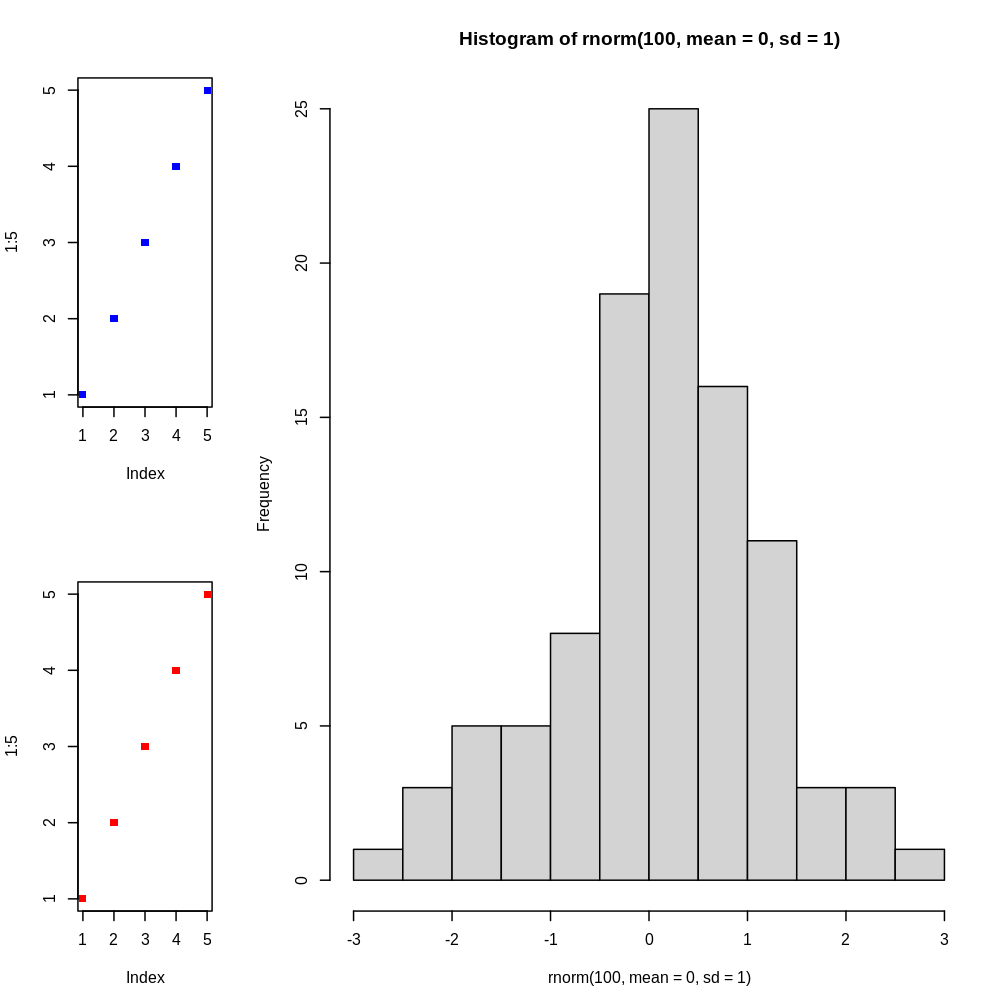 5
4
3
2
1
1:5
1 2 3 4 5
Index
5
4
3
2
1
1:5
1 2 3 4 5
Index
Histogram of rnorm(100, mean = 0, sd = 1)
25
20
15
10
5
0
Frequency
-3 -2 -1 0 1 2 3
rnorm(100, mean = 0, sd = 1)